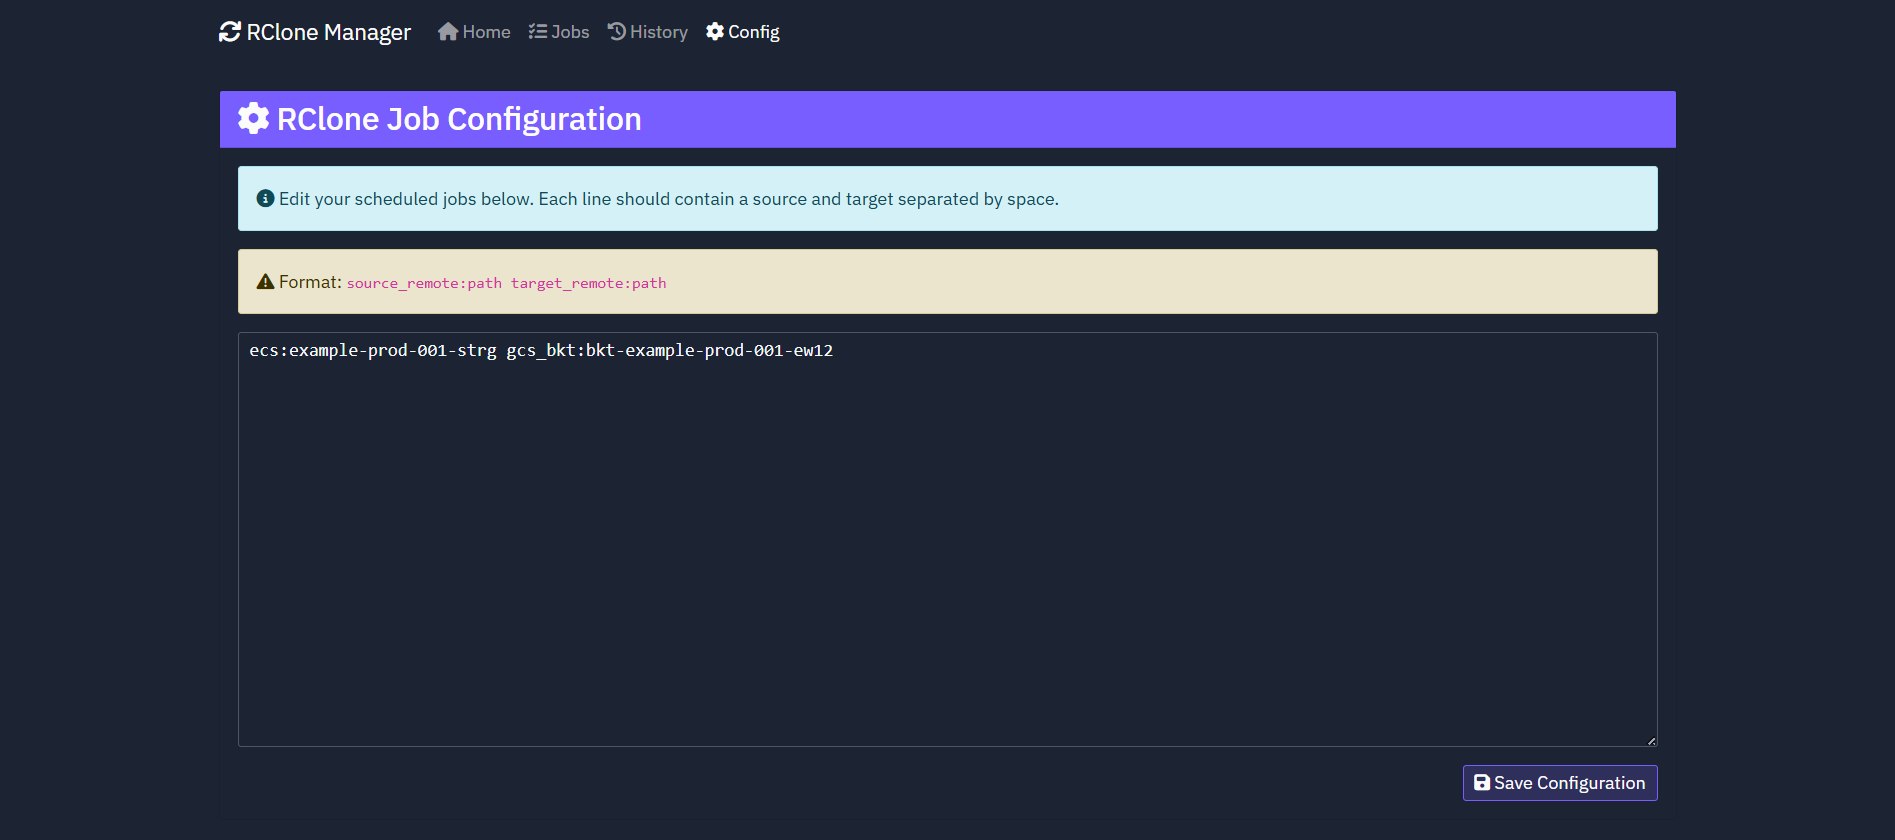 RClone Manager Home Jobs History Config
RClone Job Configuration
Edit your scheduled jobs below. Each line should contain a source and target separated by space.
Format: source_remote:path target_remote:path
ecs:example-prod-001-strg gcs_bkt:bkt-example-prod-001-ew12
Save Configuration